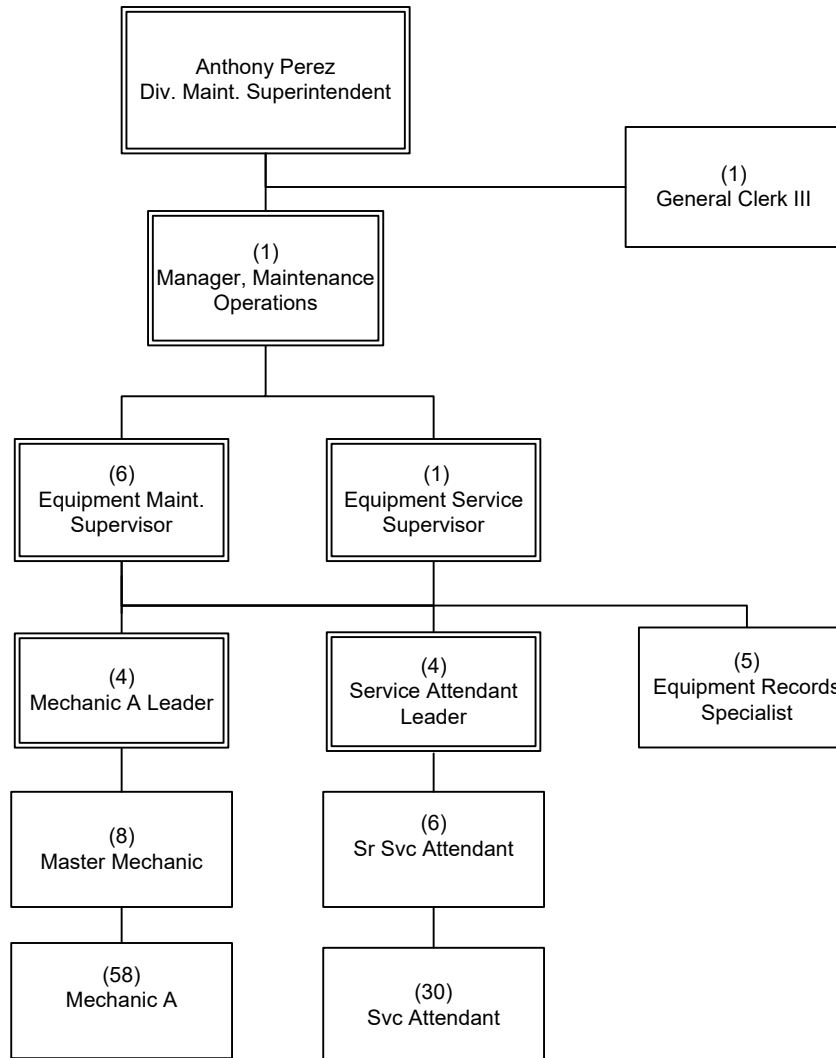 Anthony Perez
Div. Maint. Superintendent
(1)
General Clerk III
(1)
Manager, Maintenance
Operations
(6)
Equipment Maint.
Supervisor
(1)
Equipment Service
Supervisor
(4)
Mechanic A Leader
(4)
Service Attendant
Leader
(5)
Equipment Records
Specialist
(8)
Master Mechanic
(6)
Sr Svc Attendant
(58)
Mechanic A
(30)
Svc Attendant